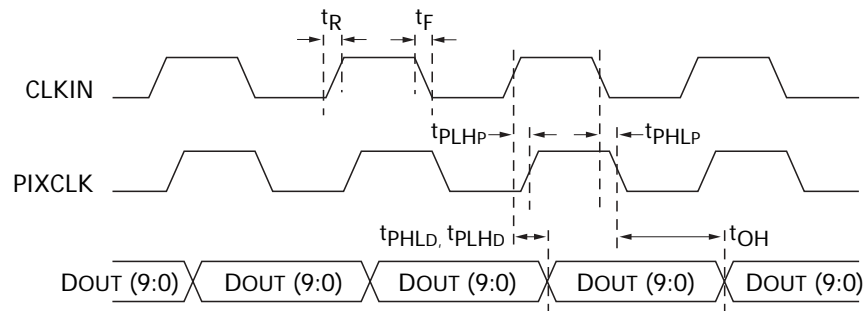 tR tF
CLKIN
tPLHP tPHLP
PIXCLK
tPHLD, tPLHD tOH
DOUT (9:0) DOUT (9:0) DOUT (9:0) DOUT (9:0) DOUT (9:0)